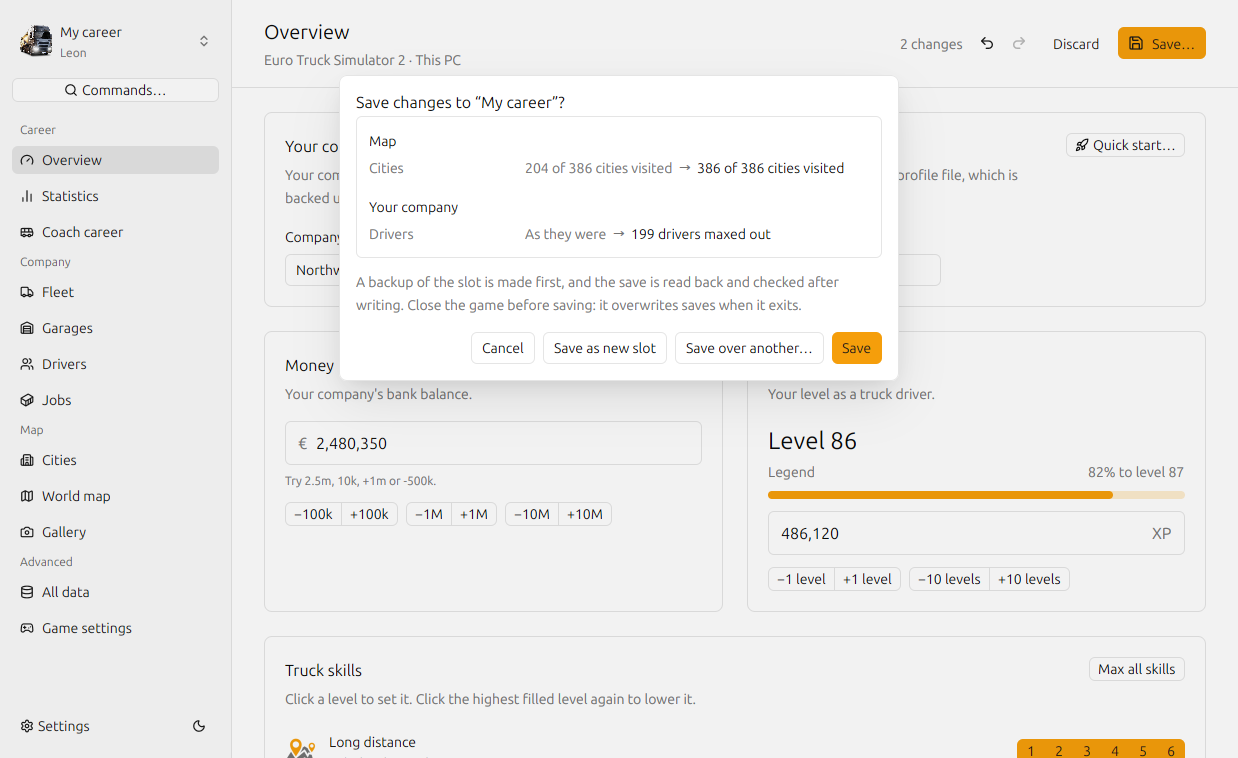 My career
Leon
Commands…
Career
Overview
Statistics
Coach career
Company
Fleet
Garages
Drivers
Jobs
Map
Cities
World map
Gallery
Advanced
All data
Game settings
Settings
Overview
Euro Truck Simulator 2 · This PC
2 changes
Discard
Save…
Save changes to “My career”?
Map
Cities 204 of 386 cities visited → 386 of 386 cities visited
Your company
Drivers As they were → 199 drivers maxed out
A backup of the slot is made first, and the save is read back and checked after
writing. Close the game before saving: it overwrites saves when it exits.
Cancel
Save as new slot
Save over another…
Save
Your co
Quick start…
Your com
profile file, which is
backed u
Company
Northw
Money
Your company's bank balance.
€ 2,480,350
Try 2.5m, 10k, +1m or -500k.
−100k +100k −1M +1M −10M +10M
Your level as a truck driver.
Level 86
Legend 82% to level 87
486,120 XP
−1 level +1 level −10 levels +10 levels
Truck skills
Max all skills
Click a level to set it. Click the highest filled level again to lower it.
Long distance
1 2 3 4 5 6